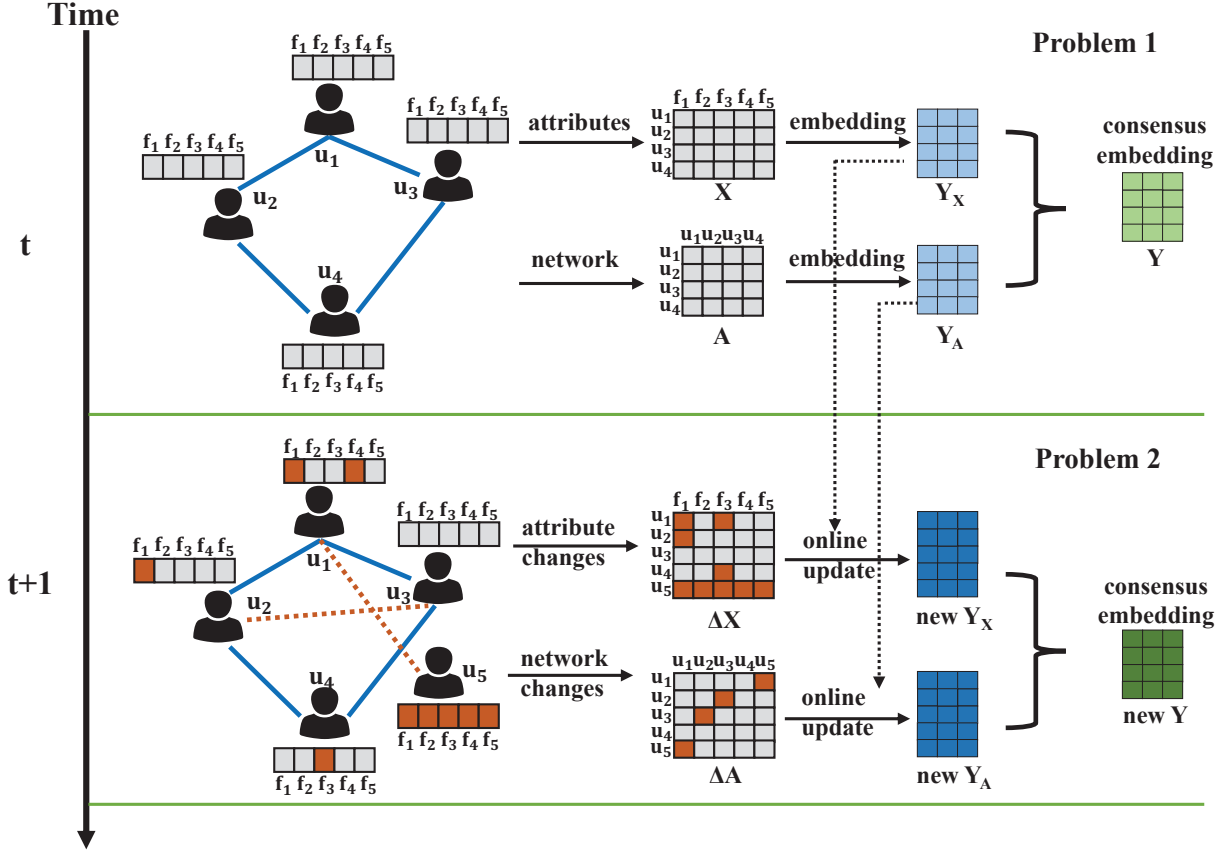 Time
Problem 1
f₁ f₂ f₃ f₄ f₅
f₁ f₂ f₃ f₄ f₅
f₁ f₂ f₃ f₄ f₅
u₁
u₂
u₃
u₄
f₁ f₂ f₃ f₄ f₅
t
attributes
f₁ f₂ f₃ f₄ f₅
u₁
u₂
u₃
u₄
X
embedding
Y_X
network
u₁u₂u₃u₄
u₁
u₂
u₃
u₄
A
embedding
Y_A
consensus
embedding
Y
Problem 2
f₁ f₂ f₃ f₄ f₅
f₁ f₂ f₃ f₄ f₅
f₁ f₂ f₃ f₄ f₅
u₁
u₂
u₃
u₄
u₅
f₁ f₂ f₃ f₄ f₅
f₁ f₂ f₃ f₄ f₅
t+1
attribute
changes
f₁ f₂ f₃ f₄ f₅
u₁
u₂
u₃
u₄
u₅
ΔX
online
update
new Y_X
network
changes
u₁u₂u₃u₄u₅
u₁
u₂
u₃
u₄
u₅
ΔA
online
update
new Y_A
consensus
embedding
new Y